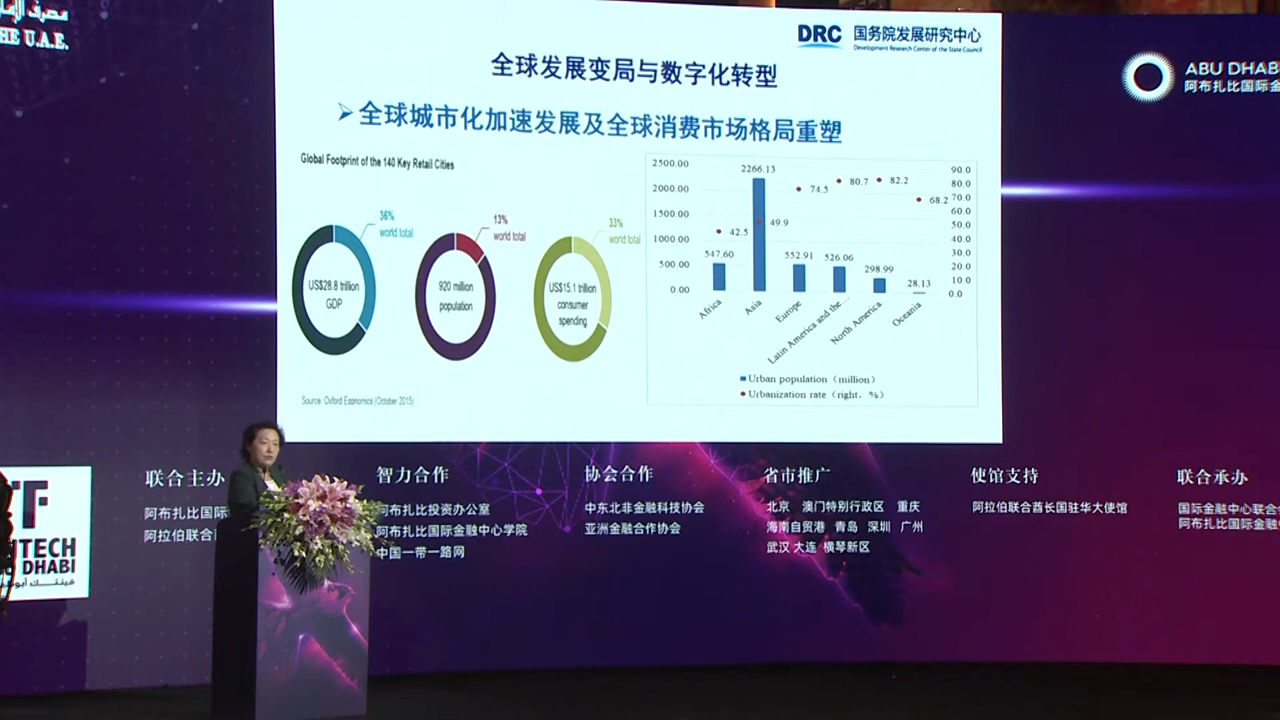 مصرف الإما
HE U.A.E.
DRC 国务院发展研究中心
Development Research Center of the State Council
全球发展变局与数字化转型
➢全球城市化加速发展及全球消费市场格局重塑
ABU DHABI
阿布扎比国际金
Global Footprint of the 140 Key Retail Cities
36%
world total
US$28.8 trillion
GDP
13%
world total
920 million
population
33%
world total
US$15.1 trillion
consumer
spending
Source: Oxford Economics (October 2015)
2500.00
2000.00
1500.00
1000.00
500.00
0.00
90.0
80.0
70.0
60.0
50.0
40.0
30.0
20.0
10.0
0.0
547.60
2266.13
552.91
526.06
298.99
28.13
42.5
49.9
74.5
80.7
82.2
68.2
Africa
Asia
Europe
Latin America and the...
North America
Oceania
Urban population（million）
Urbanization rate（right，%）
联合主办
阿布扎比国际
阿拉伯联合
智力合作
阿布扎比投资办公室
阿布扎比国际金融中心学院
中国一带一路网
协会合作
中东北非金融科技协会
亚洲金融合作协会
省市推广
北京 澳门特别行政区 重庆
海南自贸港 青岛 深圳 广州
武汉 大连 横琴新区
使馆支持
阿拉伯联合酋长国驻华大使馆
联合承办
国际金融中心联合
阿布扎比国际金融
TF
NTECH
DHABI